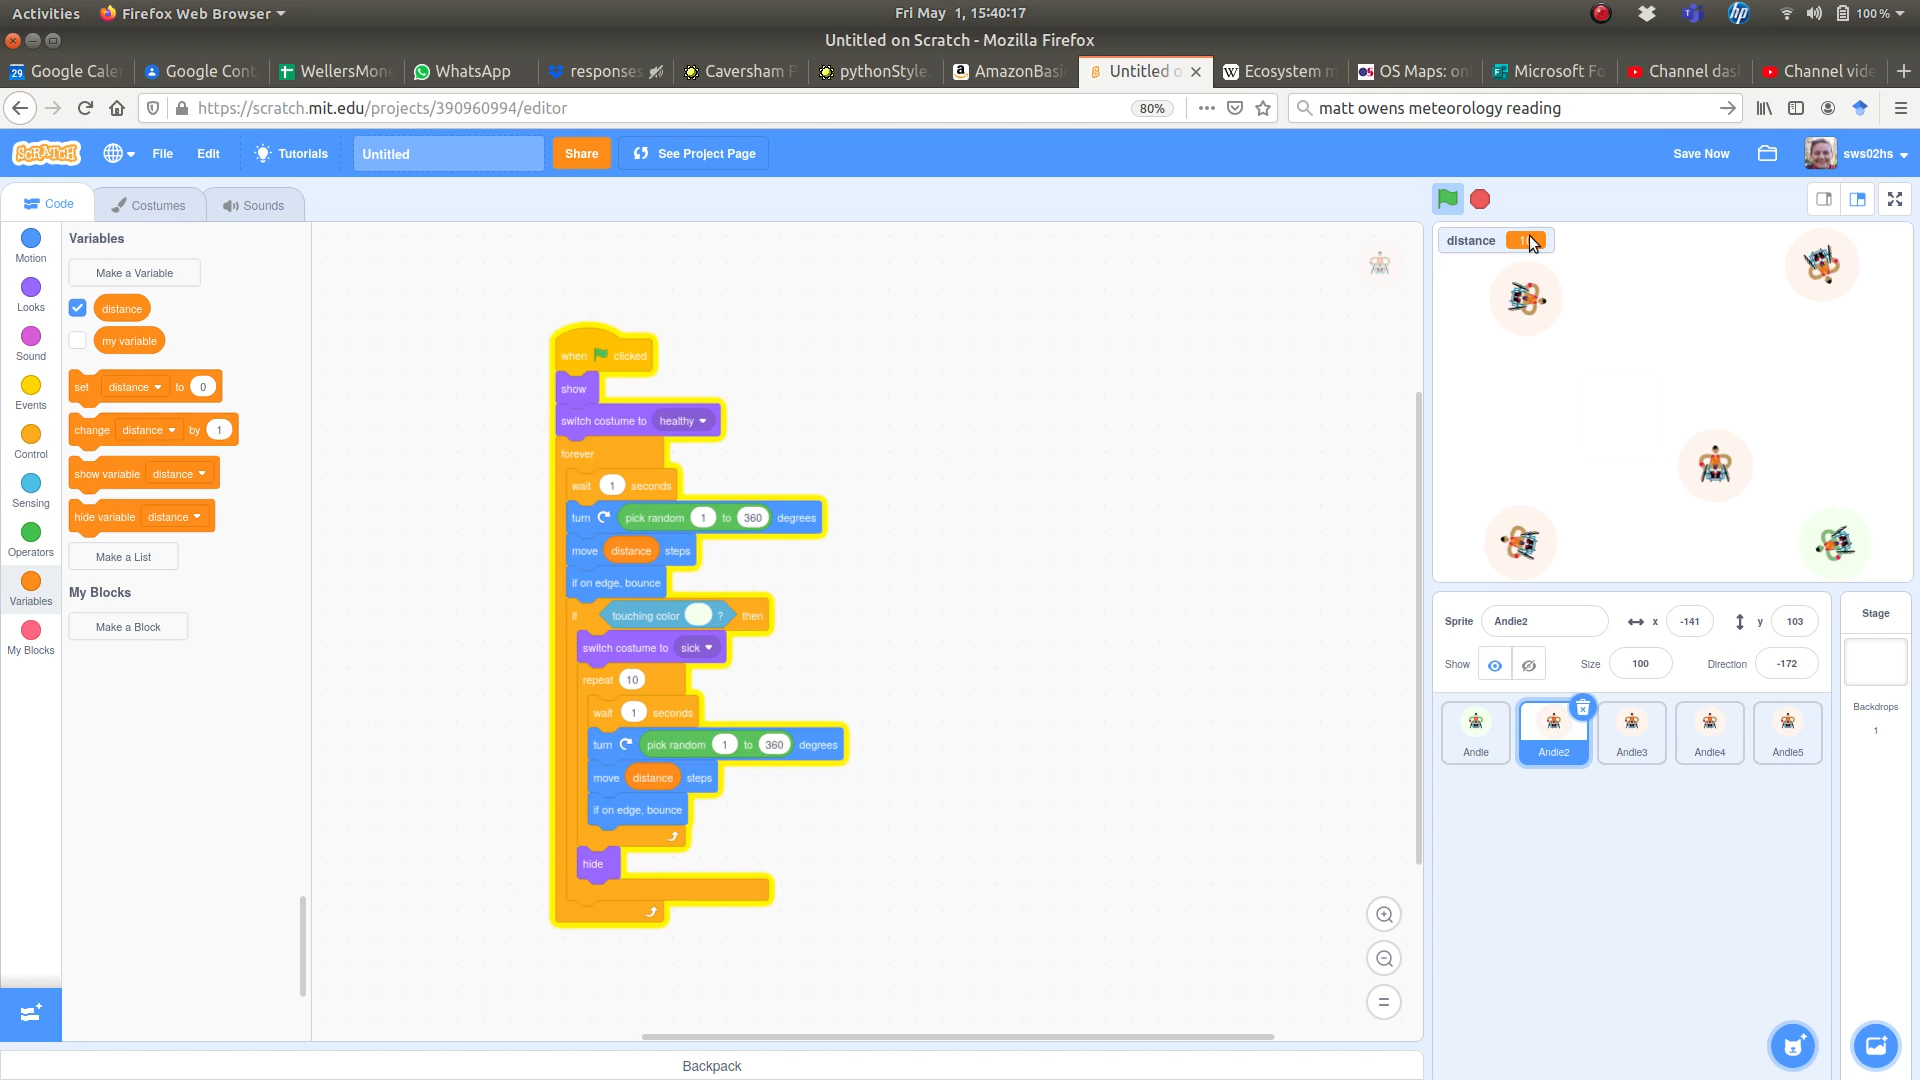 Activities Firefox Web Browser Fri May 1, 15:40:17 hp 100 %
Untitled on Scratch - Mozilla Firefox
29 Google Cale Google Cont WellersMone WhatsApp responses Caversham P pythonStyle. AmazonBasi Untitled o Ecosystem m OS Maps: on Microsoft Fo Channel das Channel vide
https://scratch.mit.edu/projects/390960994/editor 80% matt owens meteorology reading
SCRATCH File Edit Tutorials Untitled Share See Project Page Save Now sws02hs
Code Costumes Sounds
Motion
Looks
Sound
Events
Control
Sensing
Operators
Variables
My Blocks
Variables
Make a Variable
distance
my variable
set distance to 0
change distance by 1
show variable distance
hide variable distance
Make a List
My Blocks
Make a Block
when clicked
show
switch costume to healthy
forever
wait 1 seconds
turn pick random 1 to 360 degrees
move distance steps
if on edge, bounce
if touching color ? then
switch costume to sick
repeat 10
wait 1 seconds
turn pick random 1 to 360 degrees
move distance steps
if on edge, bounce
hide
distance
Sprite Andie2 x -141 y 103
Show Size 100 Direction -172
Andie Andie2 Andie3 Andie4 Andie5
Stage
Backdrops
1
Backpack